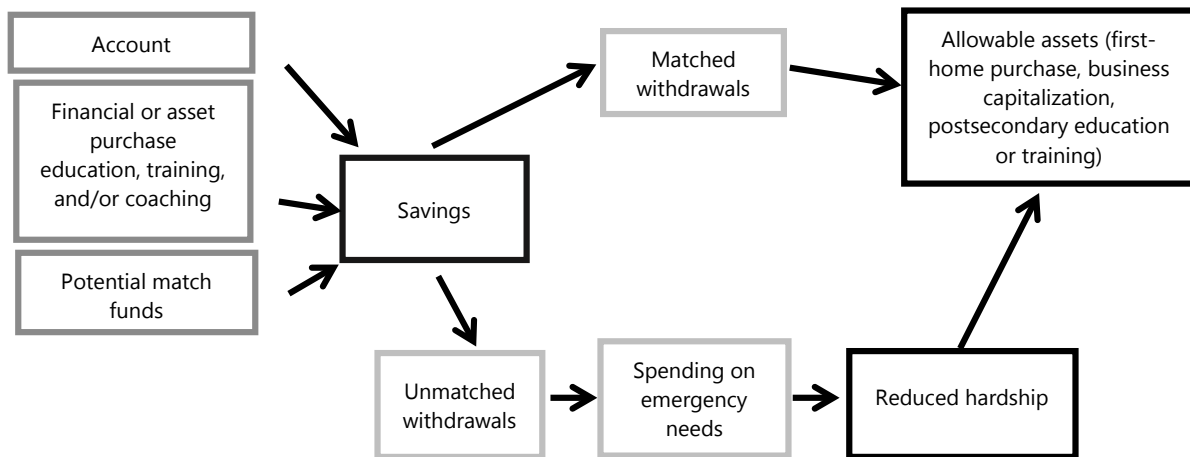 Account
Financial or asset
purchase
education, training,
and/or coaching
Potential match
funds
Savings
Matched
withdrawals
Allowable assets (first-
home purchase, business
capitalization,
postsecondary education
or training)
Unmatched
withdrawals
Spending on
emergency
needs
Reduced hardship